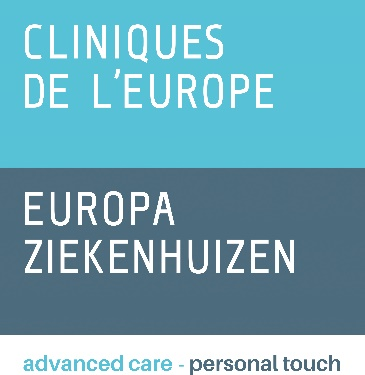 CLINIQUES
DE L'EUROPE
EUROPA
ZIEKENHUIZEN
advanced care - personal touch